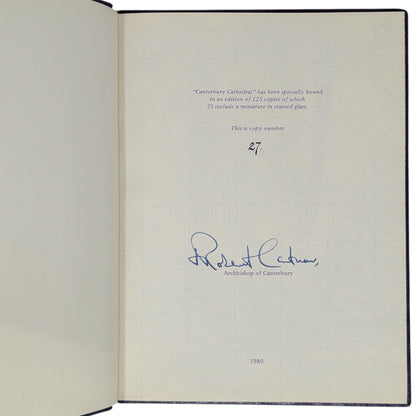 "Canterbury Cathedral" has been specially bound
in an edition of 125 copies of which
25 include a miniature in stained glass
This is copy number
27.
Robert Cantuar,
Archbishop of Canterbury
1980